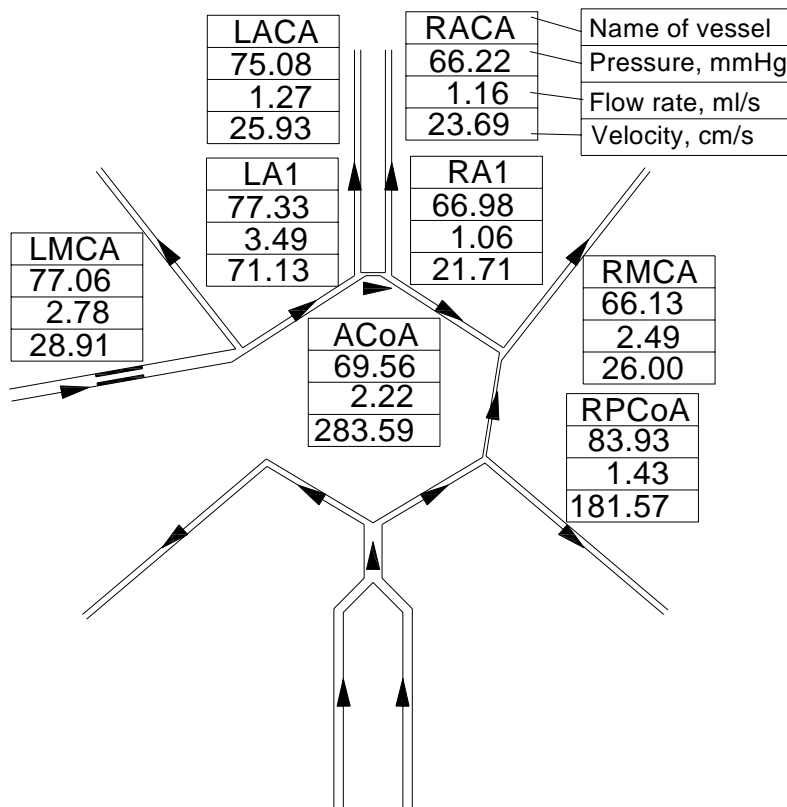 LACA
75.08
1.27
25.93
RACA
66.22
1.16
23.69
Name of vessel
Pressure, mmHg
Flow rate, ml/s
Velocity, cm/s
LA1
77.33
3.49
71.13
RA1
66.98
1.06
21.71
LMCA
77.06
2.78
28.91
RMCA
66.13
2.49
26.00
ACoA
69.56
2.22
283.59
RPCoA
83.93
1.43
181.57